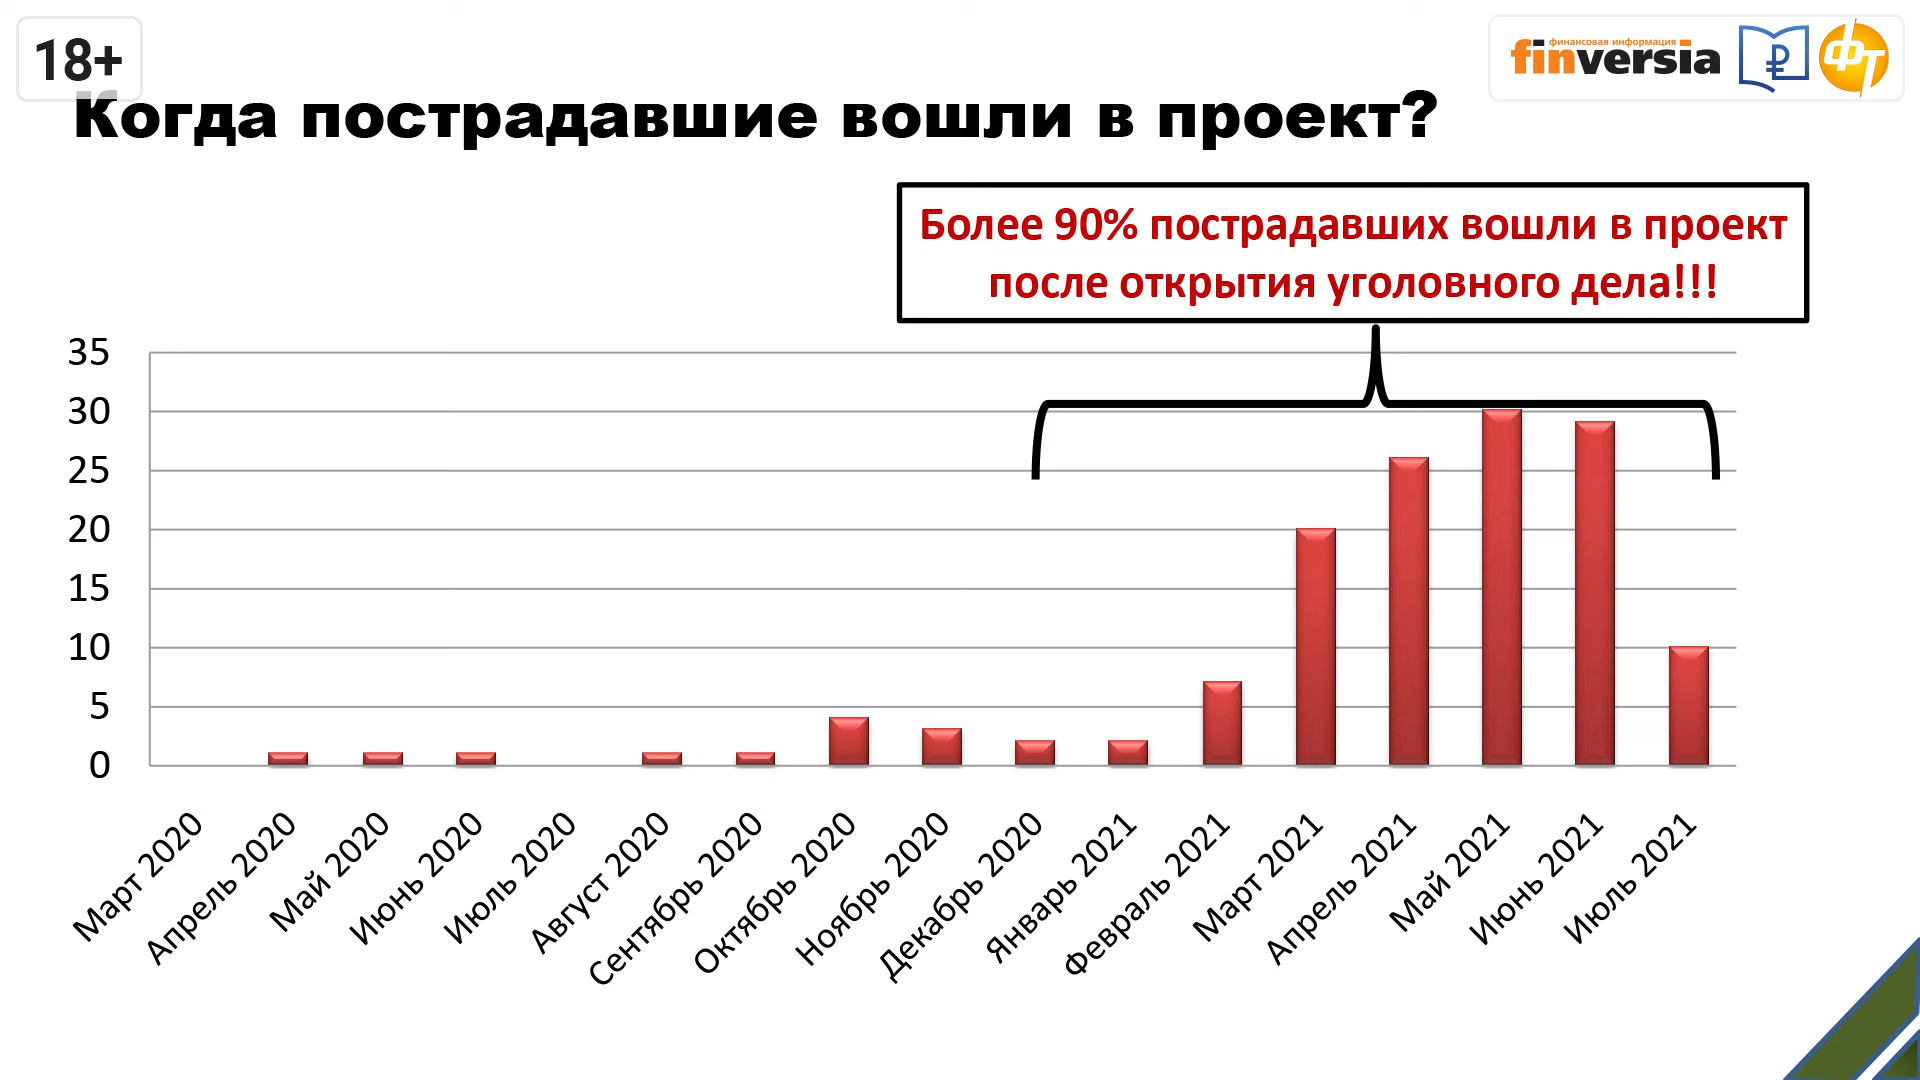 18+
финансовая информация
finversia
ФТ
Когда пострадавшие вошли в проект?
Более 90% пострадавших вошли в проект
после открытия уголовного дела!!!
35
30
25
20
15
10
5
0
Март 2020
Апрель 2020
Май 2020
Июнь 2020
Июль 2020
Август 2020
Сентябрь 2020
Октябрь 2020
Ноябрь 2020
Декабрь 2020
Январь 2021
Февраль 2021
Март 2021
Апрель 2021
Май 2021
Июнь 2021
Июль 2021